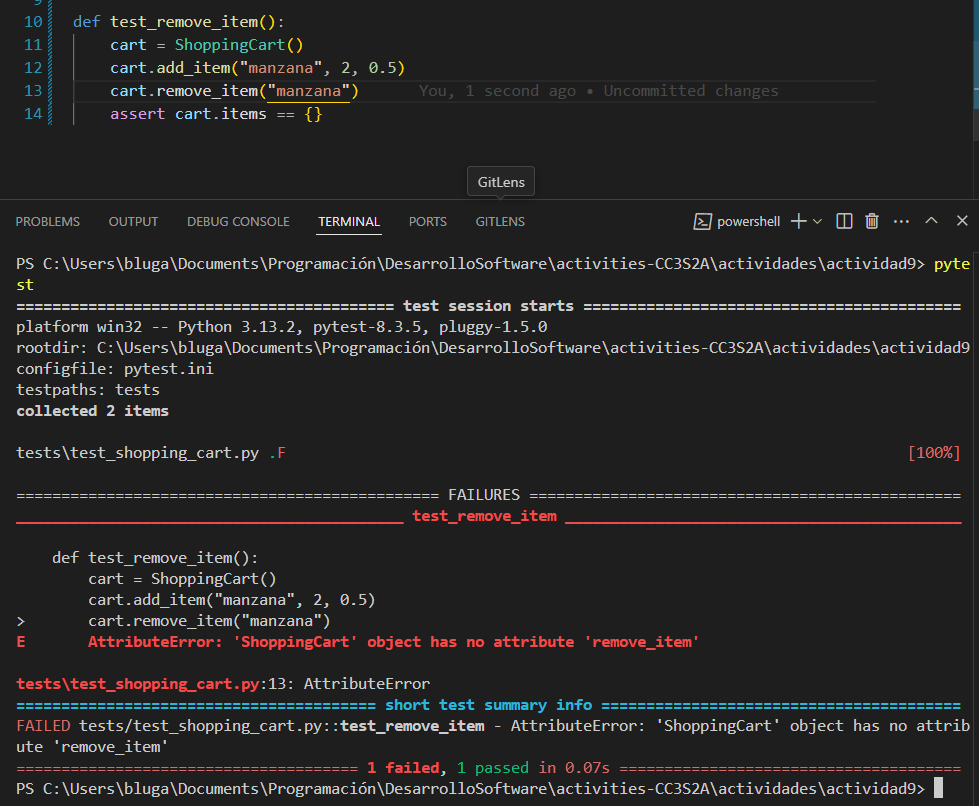 9
10 def test_remove_item():
11 cart = ShoppingCart()
12 cart.add_item("manzana", 2, 0.5)
13 cart.remove_item("manzana") You, 1 second ago • Uncommitted changes
14 assert cart.items == {}
GitLens
PROBLEMS OUTPUT DEBUG CONSOLE TERMINAL PORTS GITLENS powershell
PS C:\Users\bluga\Documents\Programación\DesarrolloSoftware\activities-CC3S2A\actividades\actividad9> pyte
st
========================================== test session starts ==========================================
platform win32 -- Python 3.13.2, pytest-8.3.5, pluggy-1.5.0
rootdir: C:\Users\bluga\Documents\Programación\DesarrolloSoftware\activities-CC3S2A\actividades\actividad9
configfile: pytest.ini
testpaths: tests
collected 2 items
tests\test_shopping_cart.py .F [100%]
=============================================== FAILURES ================================================
___________________________________________ test_remove_item ____________________________________________
def test_remove_item():
cart = ShoppingCart()
cart.add_item("manzana", 2, 0.5)
> cart.remove_item("manzana")
E AttributeError: 'ShoppingCart' object has no attribute 'remove_item'
tests\test_shopping_cart.py:13: AttributeError
======================================== short test summary info ========================================
FAILED tests/test_shopping_cart.py::test_remove_item - AttributeError: 'ShoppingCart' object has no attrib
ute 'remove_item'
====================================== 1 failed, 1 passed in 0.07s ======================================
PS C:\Users\bluga\Documents\Programación\DesarrolloSoftware\activities-CC3S2A\actividades\actividad9>